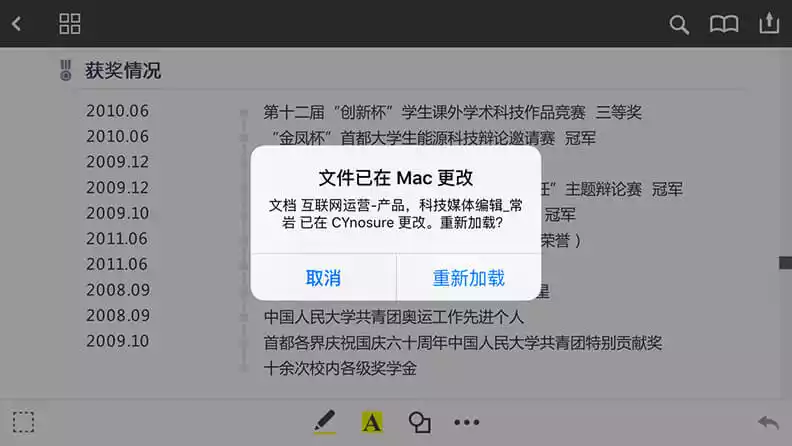 获奖情况
2010.06 第十二届“创新杯”学生课外学术科技作品竞赛 三等奖
2010.06 “金凤杯”首都大学生能源科技辩论邀请赛 冠军
2009.12
2009.12 ”主题辩论赛 冠军
2009.10 冠军
2011.06 荣誉）
2011.06
2008.09
2008.09 中国人民大学共青团奥运工作先进个人
2009.10 首都各界庆祝国庆六十周年中国人民大学共青团特别贡献奖
十余次校内各级奖学金
文件已在 Mac 更改
文档 互联网运营-产品，科技媒体编辑_常
岩 已在 CYnosure 更改。重新加载？
取消 重新加载
A